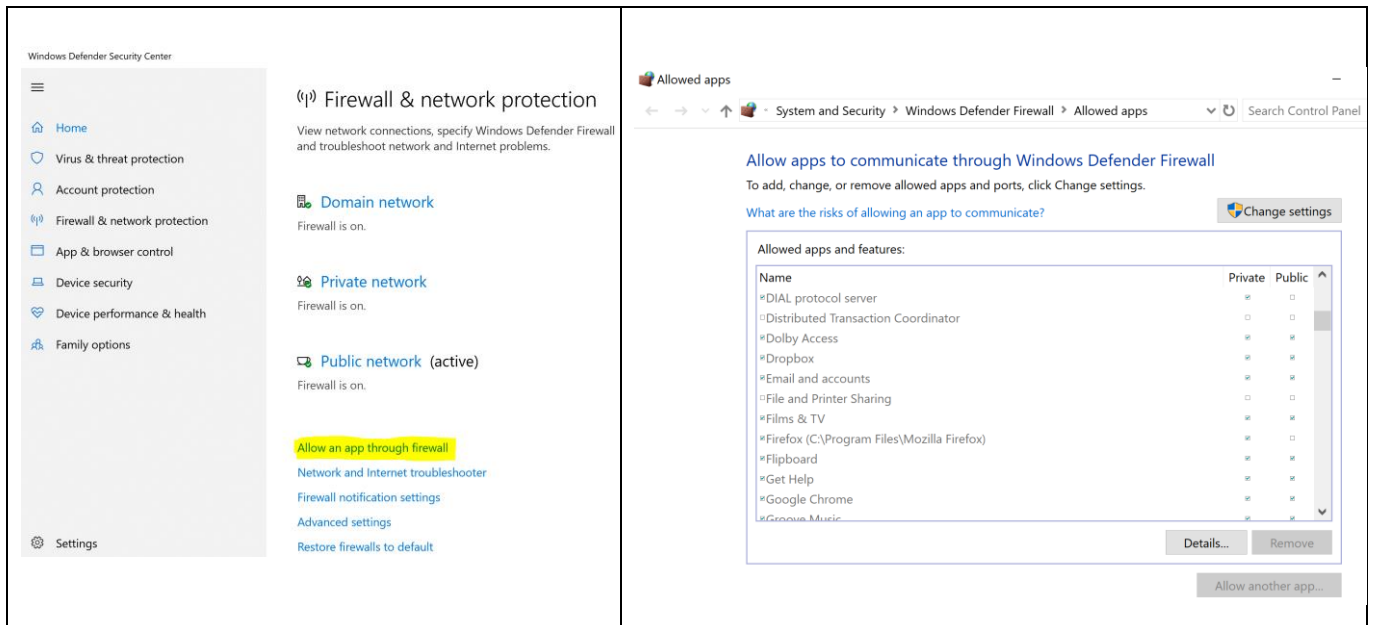 Windows Defender Security Center
Home
Virus & threat protection
Account protection
Firewall & network protection
App & browser control
Device security
Device performance & health
Family options
Settings
Firewall & network protection
View network connections, specify Windows Defender Firewall
and troubleshoot network and Internet problems.
Domain network
Firewall is on.
Private network
Firewall is on.
Public network (active)
Firewall is on.
Allow an app through firewall
Network and Internet troubleshooter
Firewall notification settings
Advanced settings
Restore firewalls to default
Allowed apps
System and Security > Windows Defender Firewall > Allowed apps Search Control Panel
Allow apps to communicate through Windows Defender Firewall
To add, change, or remove allowed apps and ports, click Change settings.
What are the risks of allowing an app to communicate? Change settings
Allowed apps and features:
Name Private Public
DIAL protocol server
Distributed Transaction Coordinator
Dolby Access
Dropbox
Email and accounts
File and Printer Sharing
Films & TV
Firefox (C:\Program Files\Mozilla Firefox)
Flipboard
Get Help
Google Chrome
Groove Music
Details... Remove
Allow another app...